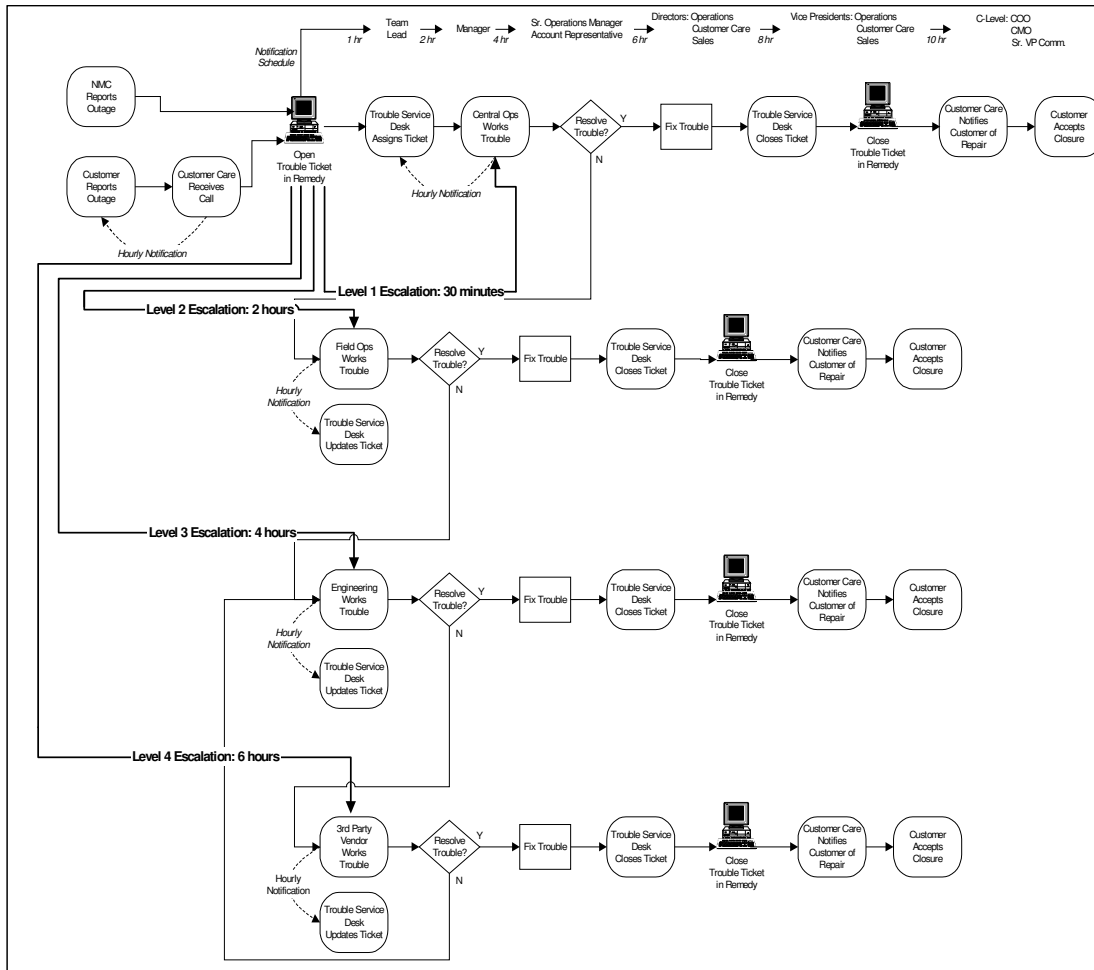 Notification
Schedule
1 hr
Team
Lead
2 hr
Manager
4 hr
Sr. Operations Manager
Account Representative
6 hr
Directors: Operations
Customer Care
Sales
8 hr
Vice Presidents: Operations
Customer Care
Sales
10 hr
C-Level: COO
CMO
Sr. VP Comm.
NMC
Reports
Outage
Customer
Reports
Outage
Customer Care
Receives
Call
Hourly Notification
Open
Trouble Ticket
in Remedy
Trouble Service
Desk
Assigns Ticket
Central Ops
Works
Trouble
Hourly Notification
Resolve
Trouble?
Y
N
Fix Trouble
Trouble Service
Desk
Closes Ticket
Close
Trouble Ticket
in Remedy
Customer Care
Notifies
Customer of
Repair
Customer
Accepts
Closure
Level 1 Escalation: 30 minutes
Level 2 Escalation: 2 hours
Field Ops
Works
Trouble
Hourly
Notification
Trouble Service
Desk
Updates Ticket
Resolve
Trouble?
Y
N
Fix Trouble
Trouble Service
Desk
Closes Ticket
Close
Trouble Ticket
in Remedy
Customer Care
Notifies
Customer of
Repair
Customer
Accepts
Closure
Level 3 Escalation: 4 hours
Engineering
Works
Trouble
Hourly
Notification
Trouble Service
Desk
Updates Ticket
Resolve
Trouble?
Y
N
Fix Trouble
Trouble Service
Desk
Closes Ticket
Close
Trouble Ticket
in Remedy
Customer Care
Notifies
Customer of
Repair
Customer
Accepts
Closure
Level 4 Escalation: 6 hours
3rd Party
Vendor
Works
Trouble
Hourly
Notification
Trouble Service
Desk
Updates Ticket
Resolve
Trouble?
Y
N
Fix Trouble
Trouble Service
Desk
Closes Ticket
Close
Trouble Ticket
in Remedy
Customer Care
Notifies
Customer of
Repair
Customer
Accepts
Closure